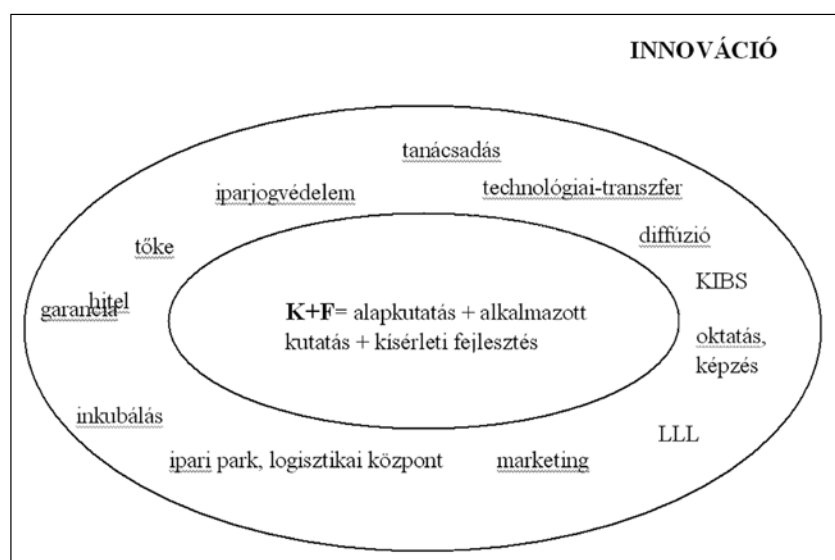 INNOVÁCIÓ
tanácsadás
iparjogvédelem
technológiai-transzfer
tőke
diffúzió
hitel
garancia
KIBS
K+F= alapkutatás + alkalmazott
kutatás + kísérleti fejlesztés
oktatás,
képzés
inkubálás
LLL
ipari park, logisztikai központ
marketing